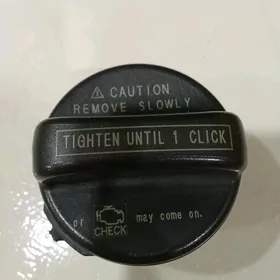 ⚠ CAUTION
REMOVE SLOWLY
TIGHTEN UNTIL 1 CLICK
or CHECK may come on.